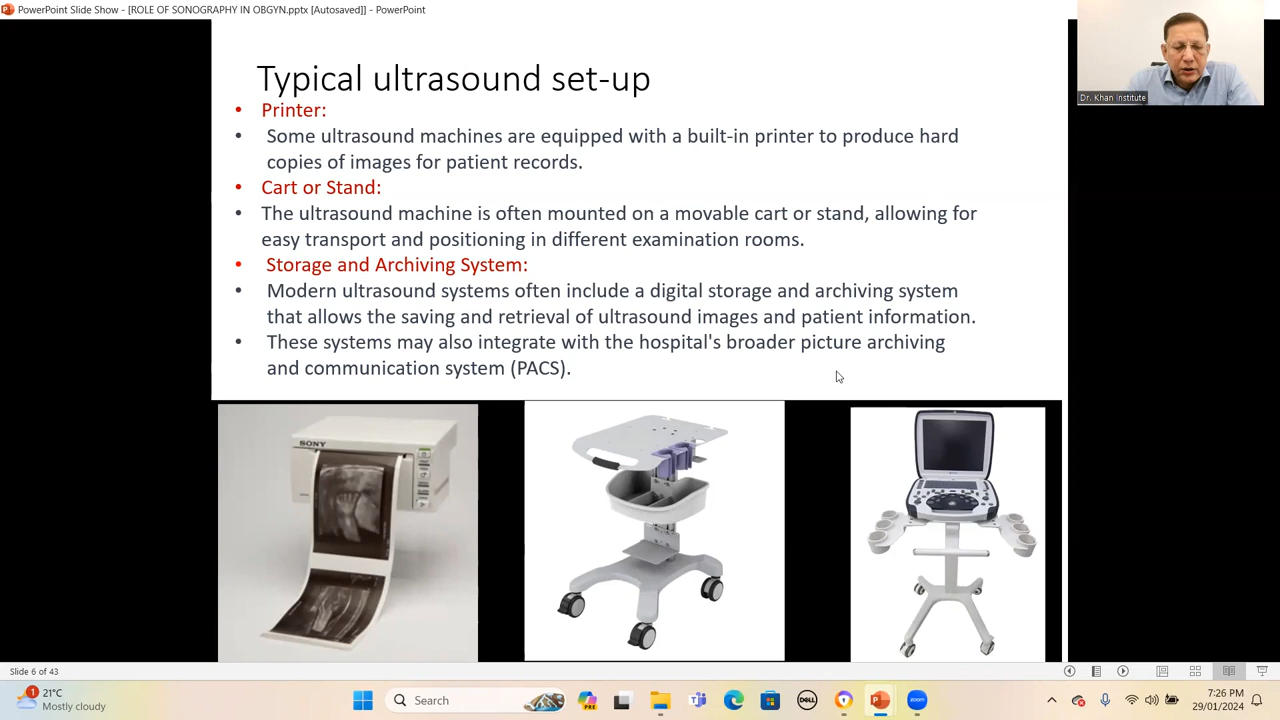 PowerPoint Slide Show - [ROLE OF SONOGRAPHY IN OBGYN.pptx [Autosaved]] - PowerPoint
Dr. Khan Institute
Typical ultrasound set-up
• Printer:
• Some ultrasound machines are equipped with a built-in printer to produce hard
copies of images for patient records.
• Cart or Stand:
• The ultrasound machine is often mounted on a movable cart or stand, allowing for
easy transport and positioning in different examination rooms.
• Storage and Archiving System:
• Modern ultrasound systems often include a digital storage and archiving system
that allows the saving and retrieval of ultrasound images and patient information.
• These systems may also integrate with the hospital's broader picture archiving
and communication system (PACS).
SONY
Slide 6 of 43
1
21°C
Mostly cloudy
Search
PRE
DELL
zoom
7:26 PM
29/01/2024